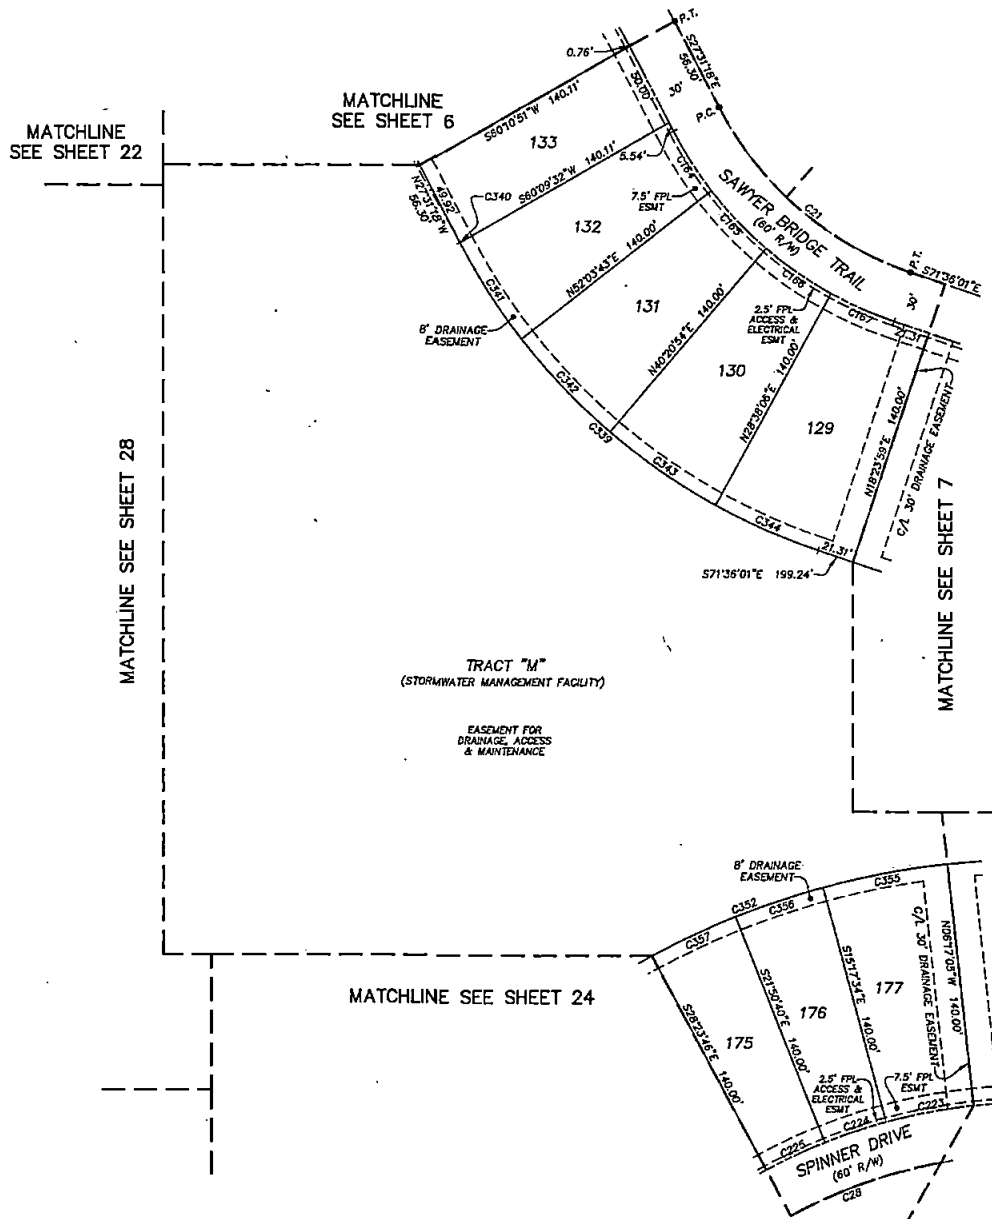 P.T.
0.76'
S27°31'18"E
56.30'
MATCHLINE
SEE SHEET 6
MATCHLINE
SEE SHEET 22
S60°10'51"W 140.11'
133
50.00'
30'
P.C.
N27°31'18"W
56.30'
49.92'
C340
S60°09'32"W 140.11'
5.54'
C164
7.5' FPL
ESMT
SAWYER BRIDGE TRAIL
(60' R/W)
C21
132
C165
P.T.
S71°36'01"E
N52°03'43"E 140.00'
C341
8' DRAINAGE
EASEMENT
131
C166
2.5' FPL
ACCESS &
ELECTRICAL
ESMT
30'
C167
21.31'
N40°20'54"E 140.00'
C342
130
N28°38'06"E 140.00'
129
N18°23'59"E 140.00'
C/L 30' DRAINAGE EASEMENT
C339
C343
C344
21.31'
S71°36'01"E 199.24'
MATCHLINE SEE SHEET 28
MATCHLINE SEE SHEET 7
TRACT "M"
(STORMWATER MANAGEMENT FACILITY)
EASEMENT FOR
DRAINAGE, ACCESS
& MAINTENANCE
8' DRAINAGE
EASEMENT
C355
C352
C356
C357
MATCHLINE SEE SHEET 24
S28°23'46"E 140.00'
175
S21°50'40"E 140.00'
176
S15°17'34"E 140.00'
177
C/L 30' DRAINAGE EASEMENT
N06°17'05"W 140.00'
2.5' FPL
ACCESS &
ELECTRICAL
ESMT
7.5' FPL
ESMT
C223
C224
C225
SPINNER DRIVE
(60' R/W)
C28